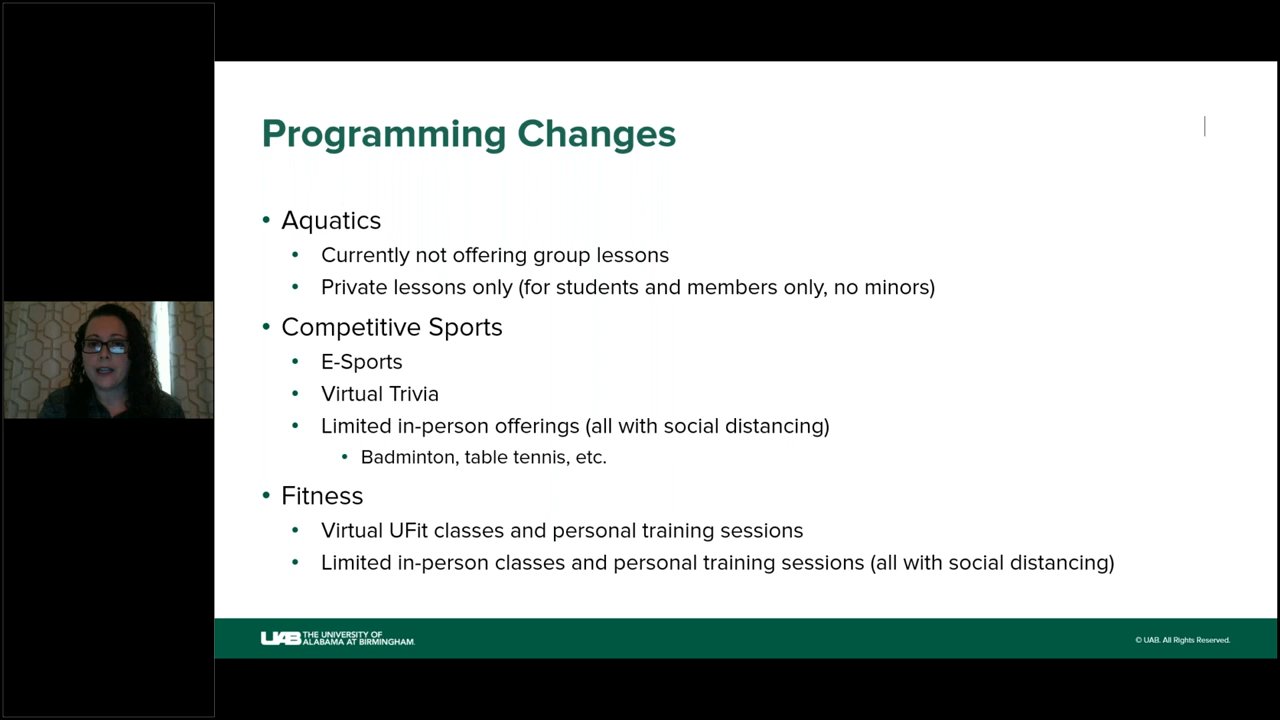 Programming Changes
• Aquatics
• Currently not offering group lessons
• Private lessons only (for students and members only, no minors)
• Competitive Sports
• E-Sports
• Virtual Trivia
• Limited in-person offerings (all with social distancing)
• Badminton, table tennis, etc.
• Fitness
• Virtual UFit classes and personal training sessions
• Limited in-person classes and personal training sessions (all with social distancing)
UAB THE UNIVERSITY OF
ALABAMA AT BIRMINGHAM.
© UAB. All Rights Reserved.